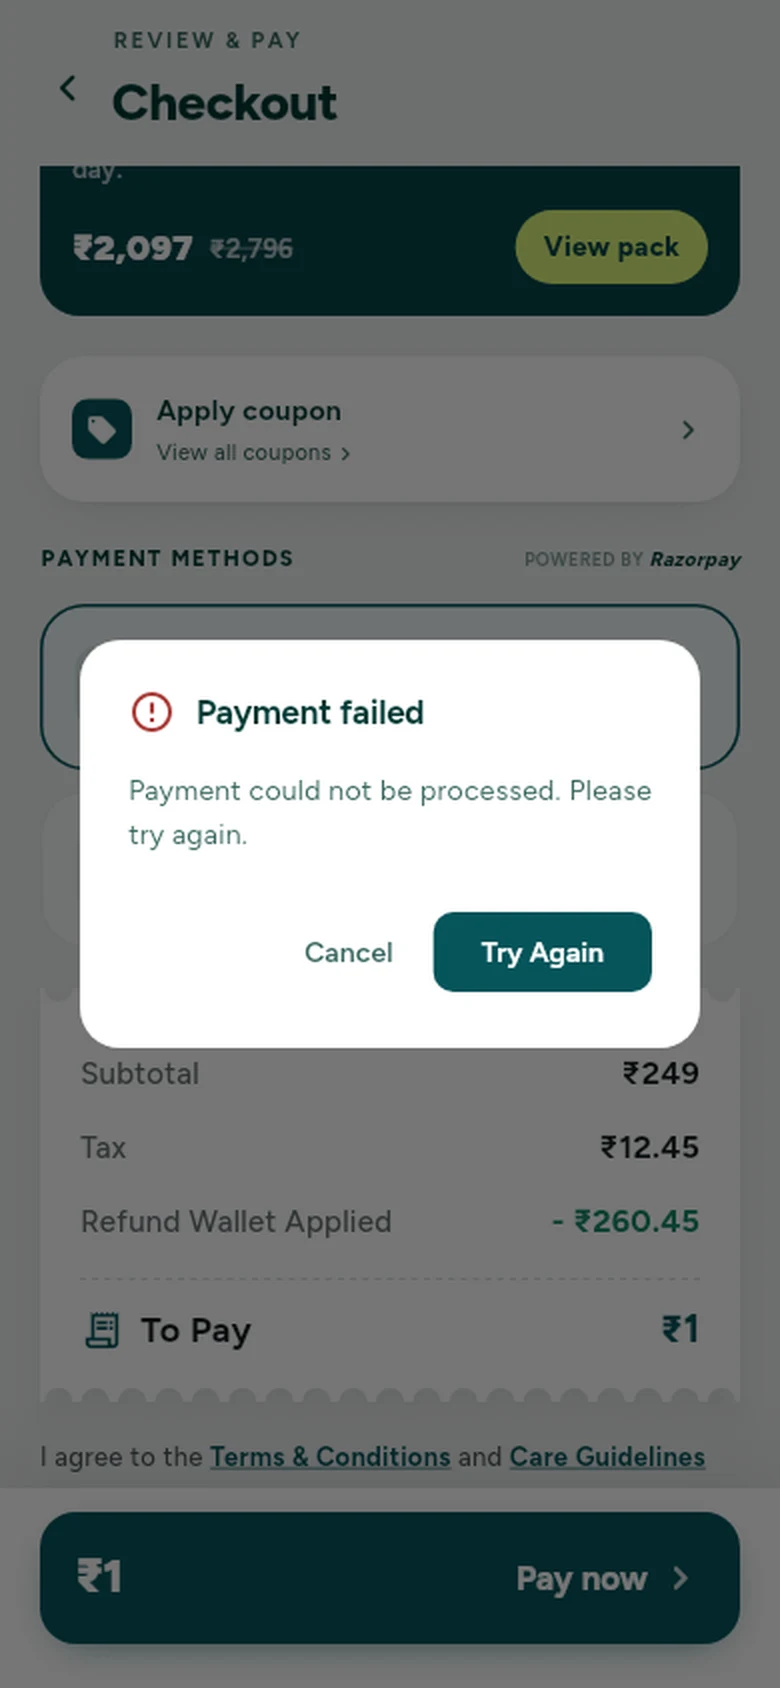 REVIEW & PAY
Checkout
day.
₹2,097 ₹2,796
View pack
Apply coupon
View all coupons >
PAYMENT METHODS
POWERED BY Razorpay
Payment failed
Payment could not be processed. Please
try again.
Cancel
Try Again
Subtotal ₹249
Tax ₹12.45
Refund Wallet Applied - ₹260.45
To Pay ₹1
I agree to the Terms & Conditions and Care Guidelines
₹1
Pay now >